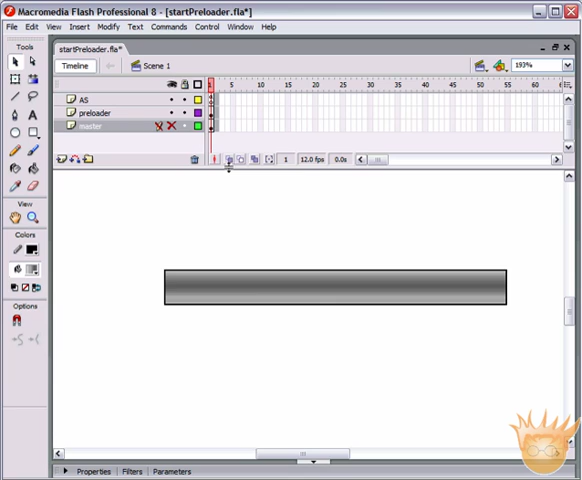 Macromedia Flash Professional 8 - [startPreloader.fla*]
File Edit View Insert Modify Text Commands Control Window Help
Tools
startPreloader.fla*
Timeline
Scene 1
193%
1 5 10 15 20 25 30 35 40 45 50 55 60 65
AS
preloader
master
1 12.0 fps 0.0s
A
View
Colors
Options
Properties Filters Parameters